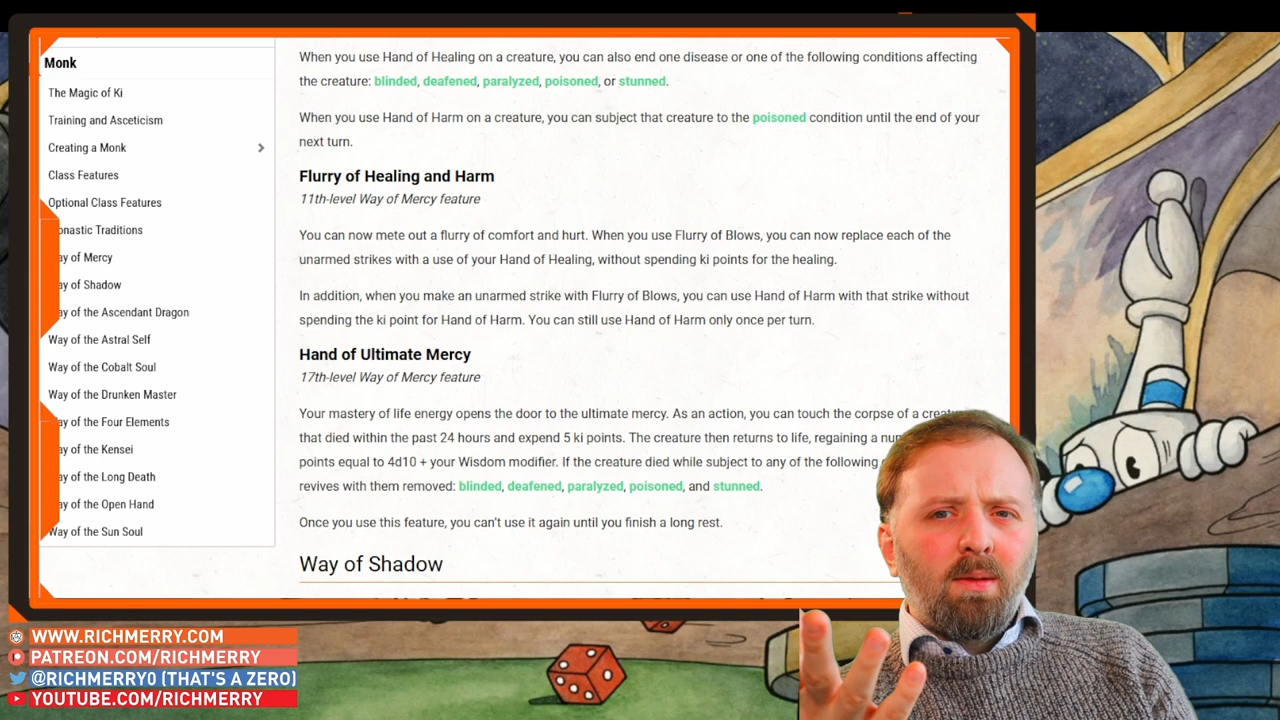 Monk
The Magic of Ki
Training and Asceticism
Creating a Monk
Class Features
Optional Class Features
onastic Traditions
ay of Mercy
ay of Shadow
ay of the Ascendant Dragon
Way of the Astral Self
Way of the Cobalt Soul
Way of the Drunken Master
ay of the Four Elements
ay of the Kensei
ay of the Long Death
ay of the Open Hand
Way of the Sun Soul
When you use Hand of Healing on a creature, you can also end one disease or one of the following conditions affecting
the creature: blinded, deafened, paralyzed, poisoned, or stunned.
When you use Hand of Harm on a creature, you can subject that creature to the poisoned condition until the end of your
next turn.
Flurry of Healing and Harm
11th-level Way of Mercy feature
You can now mete out a flurry of comfort and hurt. When you use Flurry of Blows, you can now replace each of the
unarmed strikes with a use of your Hand of Healing, without spending ki points for the healing.
In addition, when you make an unarmed strike with Flurry of Blows, you can use Hand of Harm with that strike without
spending the ki point for Hand of Harm. You can still use Hand of Harm only once per turn.
Hand of Ultimate Mercy
17th-level Way of Mercy feature
Your mastery of life energy opens the door to the ultimate mercy. As an action, you can touch the corpse of a
that died within the past 24 hours and expend 5 ki points. The creature then returns to life, regaining a
points equal to 4d10 + your Wisdom modifier. If the creature died while subject to any of the following
revives with them removed: blinded, deafened, paralyzed, poisoned, and stunned.
Once you use this feature, you can't use it again until you finish a long rest.
Way of Shadow
WWW.RICHMERRY.COM
PATREON.COM/RICHMERRY
@RICHMERRY0 (THAT'S A ZERO)
YOUTUBE.COM/RICHMERRY